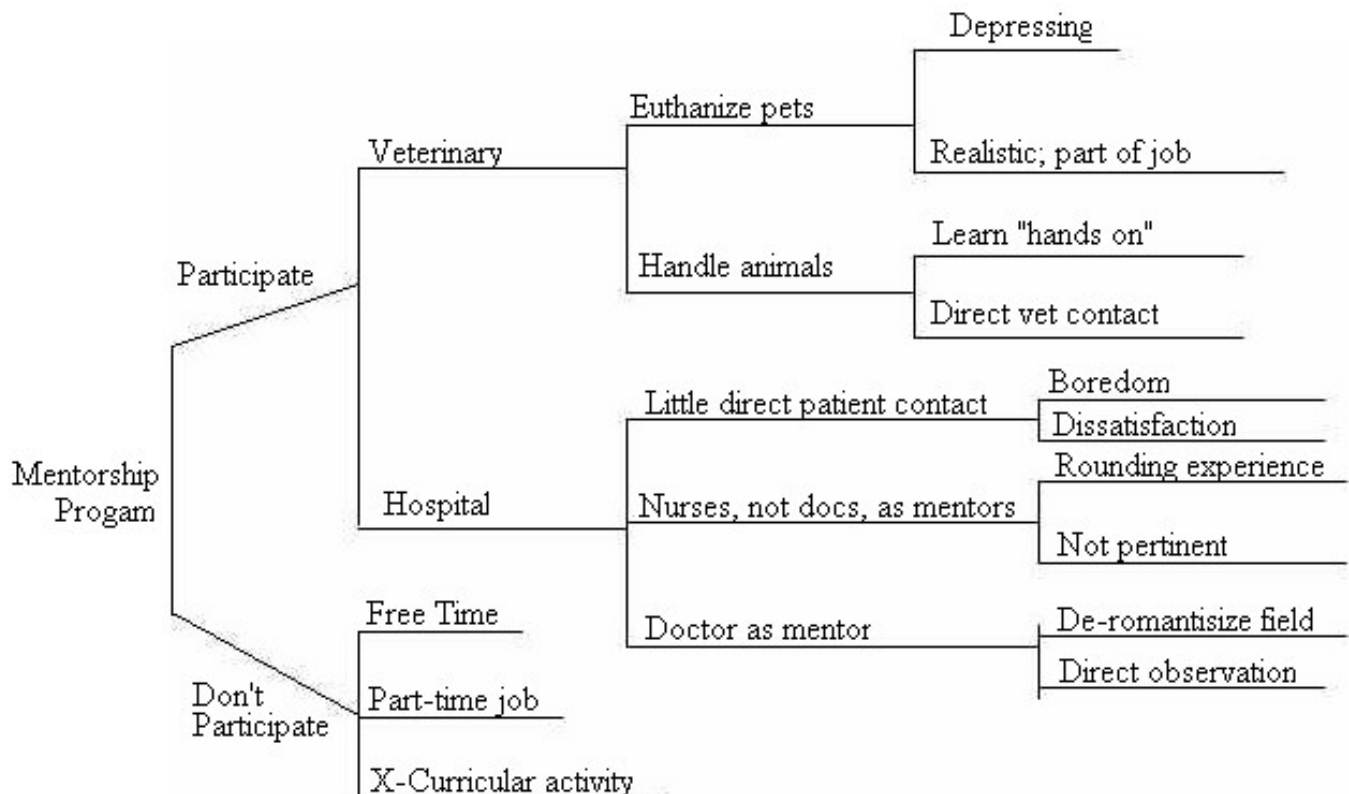 Depressing
Euthanize pets
Veterinary
Realistic; part of job
Learn "hands on"
Participate
Handle animals
Direct vet contact
Boredom
Little direct patient contact
Dissatisfaction
Mentorship
Progam
Rounding experience
Hospital
Nurses, not docs, as mentors
Not pertinent
Free Time
Doctor as mentor
De-romantisize field
Direct observation
Don't
Participate
Part-time job
X-Curricular activity